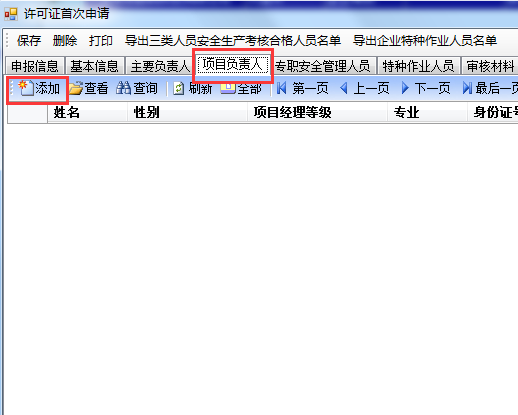 许可证首次申请
保存 删除 打印 导出三类人员安全生产考核合格人员名单 导出企业特种作业人员名单
申报信息 基本信息 主要负责人 项目负责人 专职安全管理人员 特种作业人员 审核材料
添加 查看 查询 刷新 全部 第一页 上一页 下一页 最后一页
姓名 性别 项目经理等级 专业 身份证号